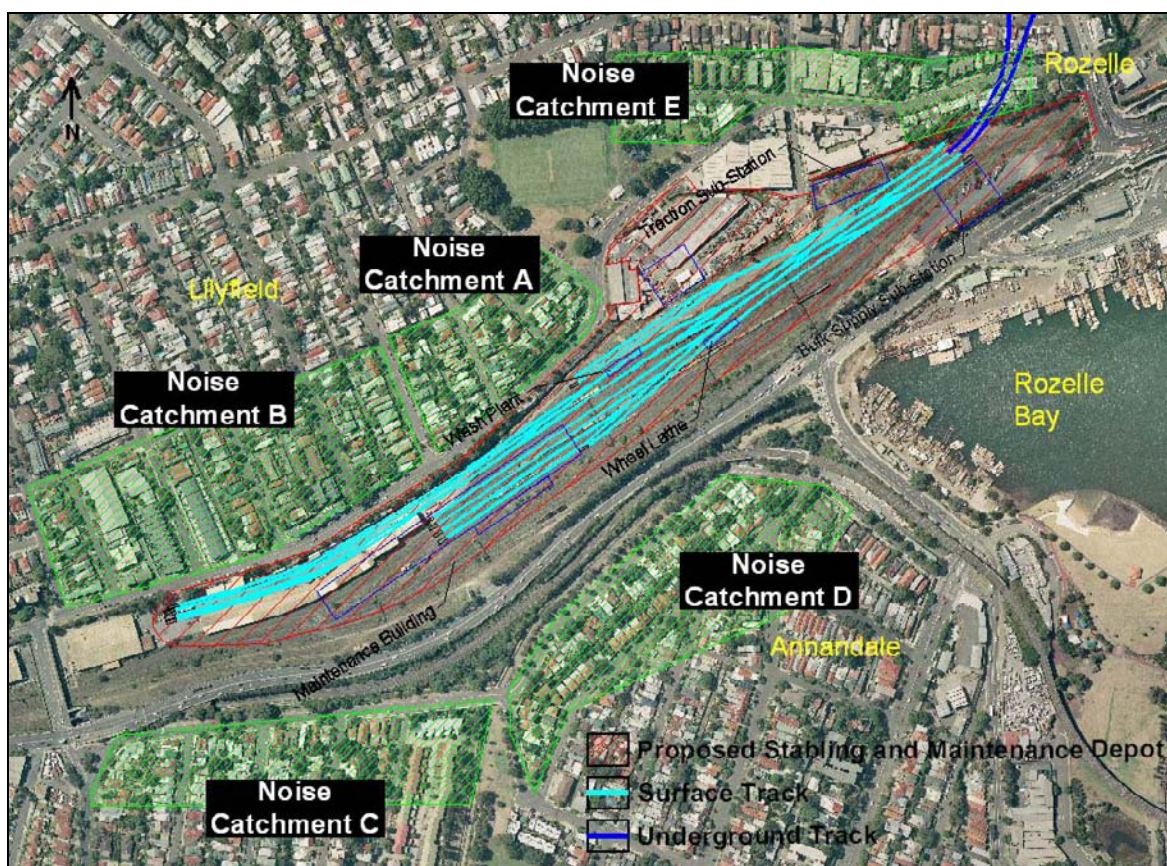 Noise
Catchment E
Rozelle
N
Traction Sub-Station
Noise
Catchment A
Lilyfield
Bulk Supply Sub-Station
Noise
Catchment B
Rozelle
Bay
Wash Plant
Wheel Lathe
Noise
Catchment D
Annandale
Maintenance Building
Noise
Catchment C
Proposed Stabling and Maintenance Depot
Surface Track
Underground Track